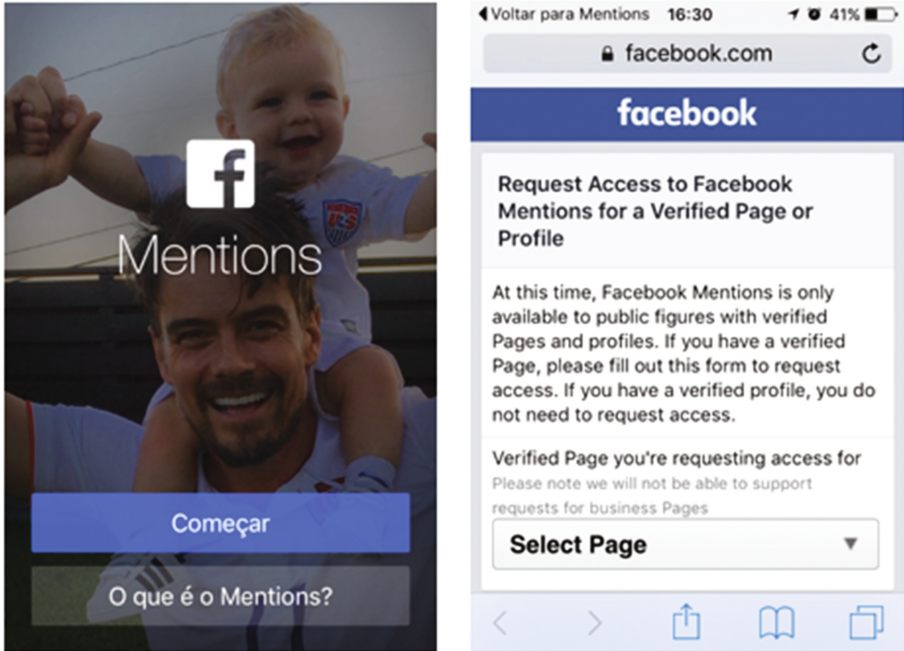 Mentions
Começar
O que é o Mentions?
Voltar para Mentions 16:30 41%
facebook.com
facebook
Request Access to Facebook
Mentions for a Verified Page or
Profile
At this time, Facebook Mentions is only
available to public figures with verified
Pages and profiles. If you have a verified
Page, please fill out this form to request
access. If you have a verified profile, you do
not need to request access.
Verified Page you're requesting access for
Please note we will not be able to support
requests for business Pages
Select Page